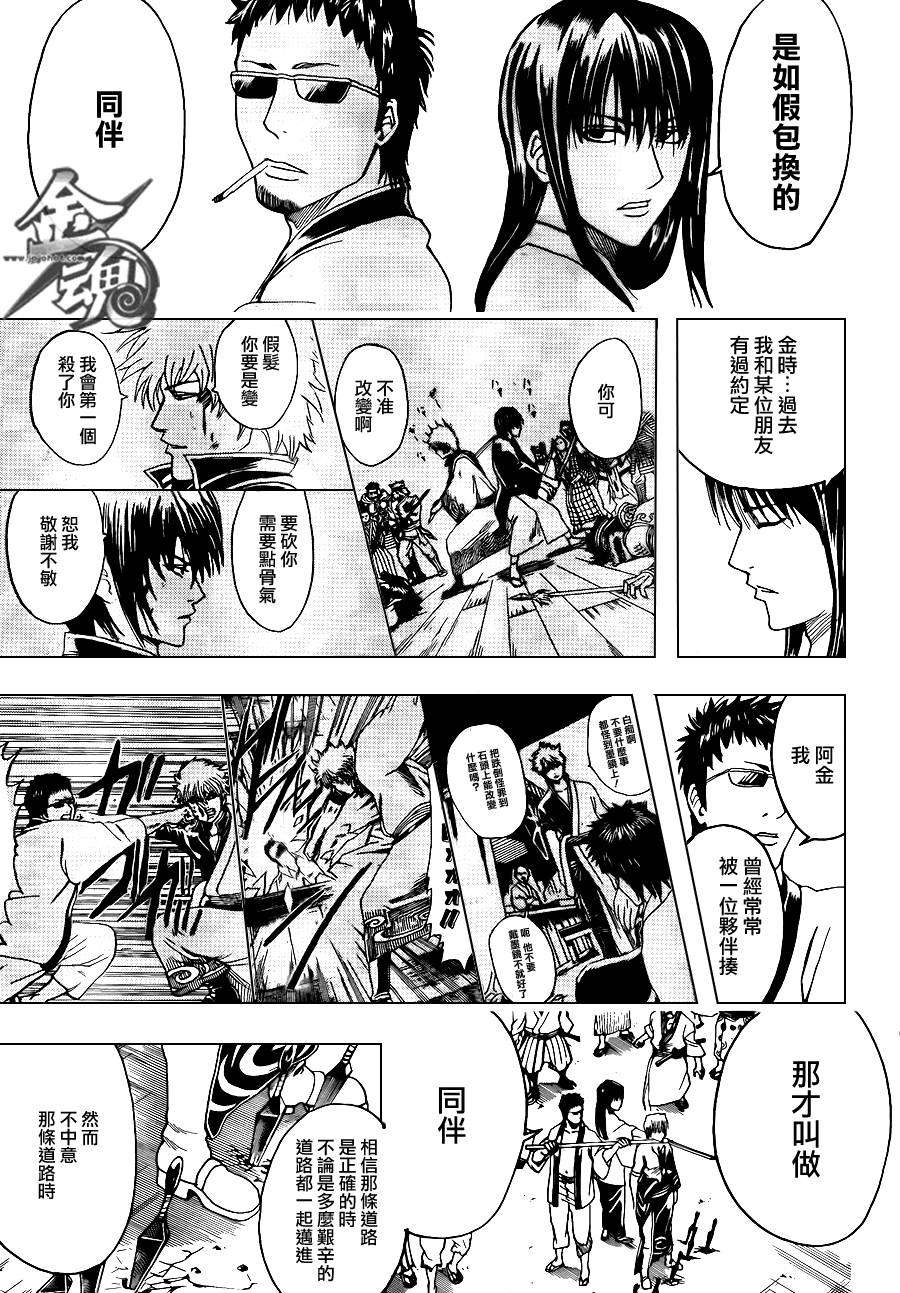 是如假包換的
同伴
金魂
金時…過去
我和某位朋友
有過約定
你可
不准
改變啊
假髮
你要是變
我會第一個
殺了你
要砍你
需要點骨氣
恕我
敬謝不敏
阿金
我
曾經常常
被一位夥伴揍
白痴啊
不要什麼事
都怪到墨鏡上！
把跌倒怪罪到
石頭上能改變
什麼嗎？
呃 他不要
戴墨鏡不就好了
那才叫做
同伴
相信那條道路
是正確的時
不論是多麼艱辛的
道路都一起邁進
然而
不中意
那條道路時